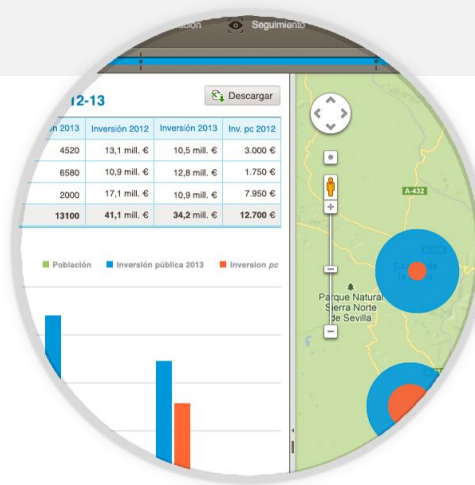 Seguimiento
12-13
Descargar
2013 Inversión 2012 Inversión 2013 Inv. pc 2012
4520 13,1 mill. € 10,5 mill. € 3.000 €
6580 10,9 mill. € 12,8 mill. € 1.750 €
2000 17,1 mill. € 10,9 mill. € 7.950 €
13100 41,1 mill. € 34,2 mill. € 12.700 €
Población Inversión pública 2013 Inversion pc
A-432
Parque Natural
Sierra Norte
de Sevilla